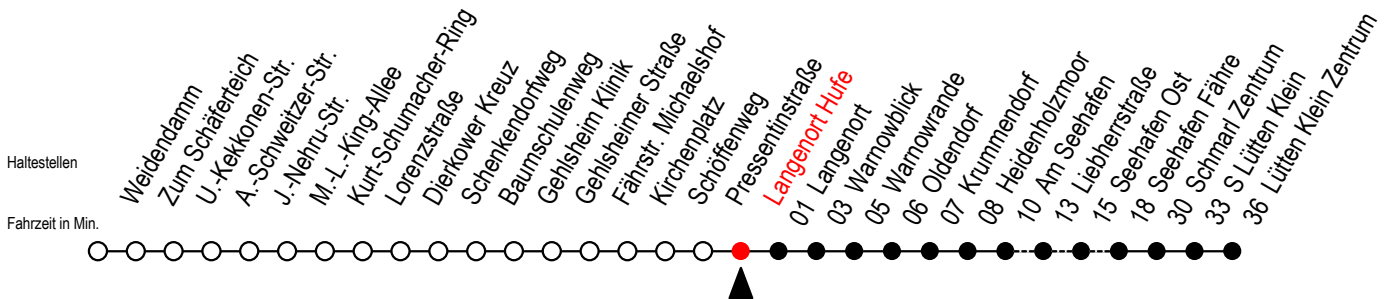 Haltestellen
Fahrzeit in Min.
Weidendamm
Zum Schäferteich
U.-Kekkonen-Str.
A.-Schweitzer-Str.
J.-Nehru-Str.
M.-L.-King-Allee
Kurt-Schumacher-Ring
Lorenzstraße
Dierkower Kreuz
Schenkendorfweg
Baumschulenweg
Gehlsheim Klinik
Gehlsheimer Straße
Fährstr. Michaelshof
Kirchenplatz
Schöffenweg
Pressentinstraße
Langenort Hufe
01 Langenort
03 Warnowblick
05 Warnowrande
06 Oldendorf
07 Krummendorf
08 Heidenholzmoor
10 Am Seehafen
13 Liebherrstraße
15 Seehafen Ost
18 Seehafen Fähre
30 Schmarl Zentrum
33 S Lütten Klein
36 Lütten Klein Zentrum